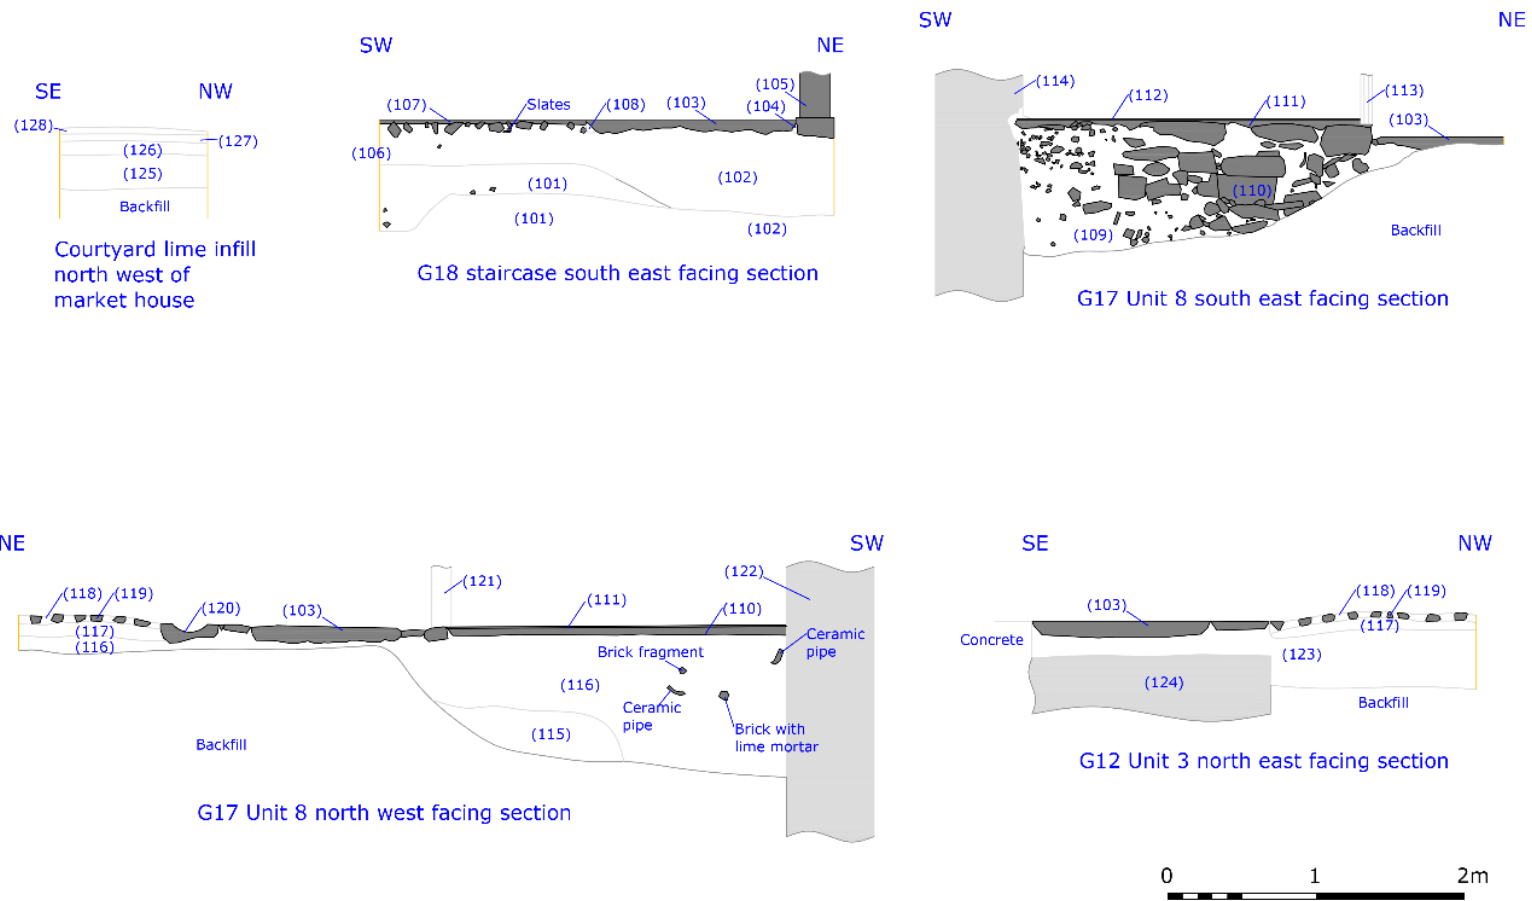 SE
NW
(128)
(127)
(126)
(125)
Backfill
Courtyard lime infill
north west of
market house
SW
NE
(107)
Slates
(108)
(103)
(105)
(104)
(106)
(101)
(102)
(101)
(102)
G18 staircase south east facing section
SW
NE
(114)
(112)
(111)
(113)
(103)
(110)
(109)
Backfill
G17 Unit 8 south east facing section
NE
SW
(118)
(119)
(120)
(103)
(121)
(111)
(122)
(110)
(117)
(116)
Brick fragment
Ceramic
pipe
(116)
Ceramic
pipe
(115)
Brick with
lime mortar
Backfill
G17 Unit 8 north west facing section
SE
NW
(103)
(118)
(119)
(117)
Concrete
(123)
(124)
Backfill
G12 Unit 3 north east facing section
0
1
2m